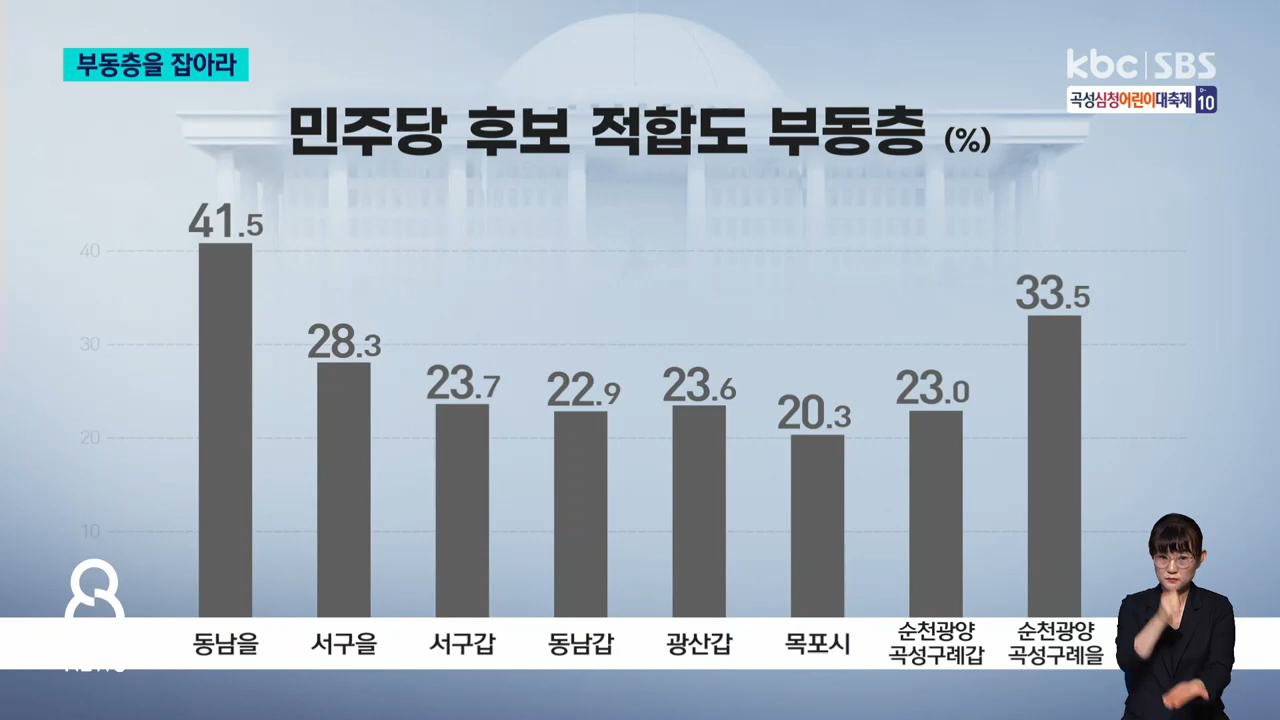 부동층을 잡아라
kbc SBS
곡성심청어린이대축제 D-10
민주당 후보 적합도 부동층 (%)
41.5
28.3
23.7
22.9
23.6
20.3
23.0
33.5
40
30
20
10
동남을
서구을
서구갑
동남갑
광산갑
목포시
순천광양
곡성구례갑
순천광양
곡성구례을